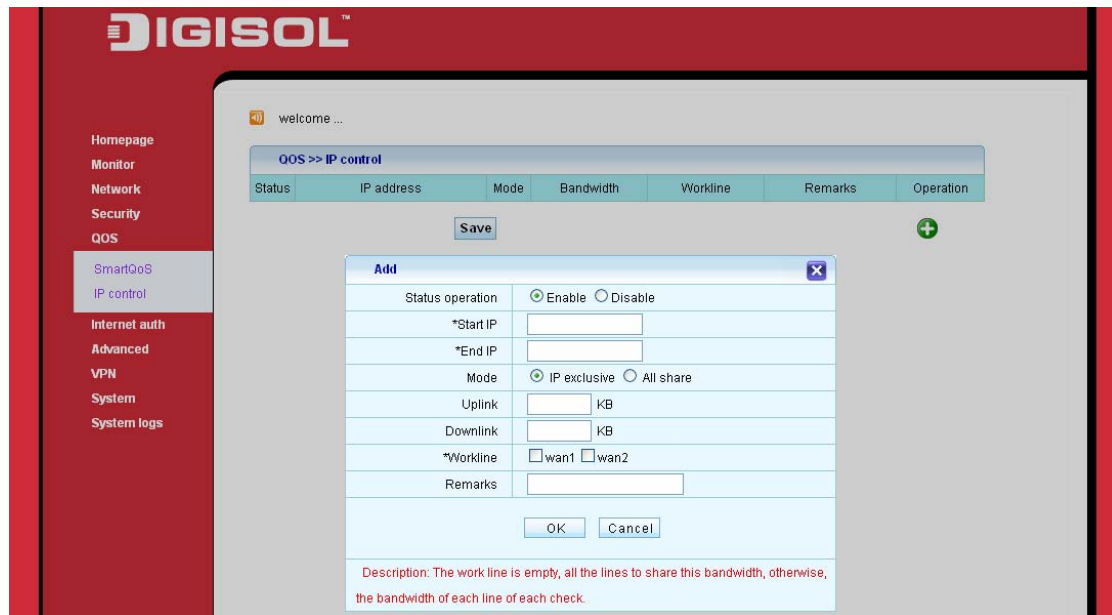 DIGISOL™
welcome ...
Homepage
Monitor
Network
Security
QOS
SmartQoS
IP control
Internet auth
Advanced
VPN
System
System logs
QOS >> IP control
Status IP address Mode Bandwidth Workline Remarks Operation
Save
Add
Status operation Enable Disable
*Start IP
*End IP
Mode IP exclusive All share
Uplink KB
Downlink KB
*Workline wan1 wan2
Remarks
OK Cancel
Description: The work line is empty, all the lines to share this bandwidth, otherwise,
the bandwidth of each line of each check.